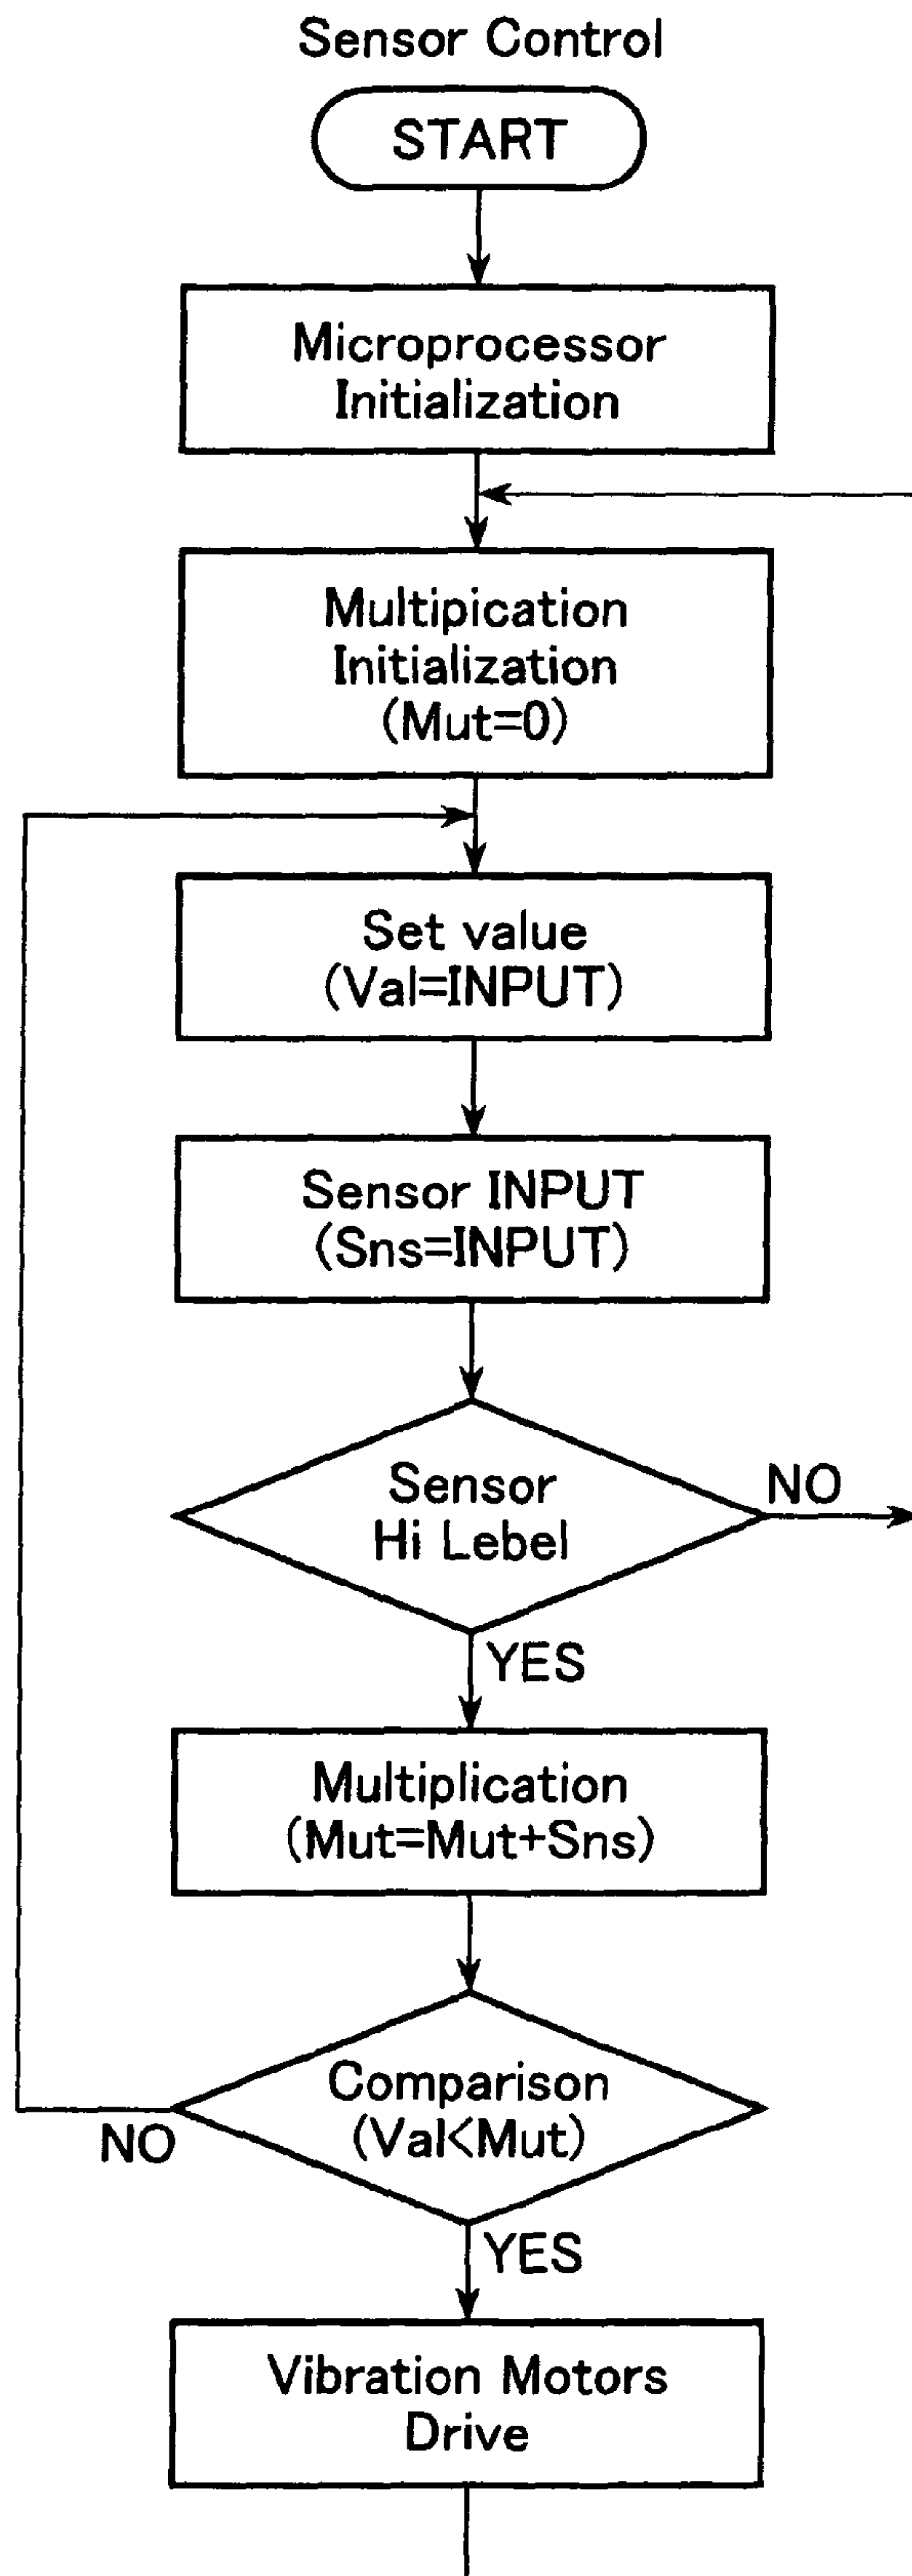 Sensor Control
START
Microprocessor
Initialization
Multipication
Initialization
(Mut=0)
Set value
(Val=INPUT)
Sensor INPUT
(Sns=INPUT)
Sensor
Hi Lebel
NO
YES
Multiplication
(Mut=Mut+Sns)
Comparison
(Val<Mut)
NO
YES
Vibration Motors
Drive